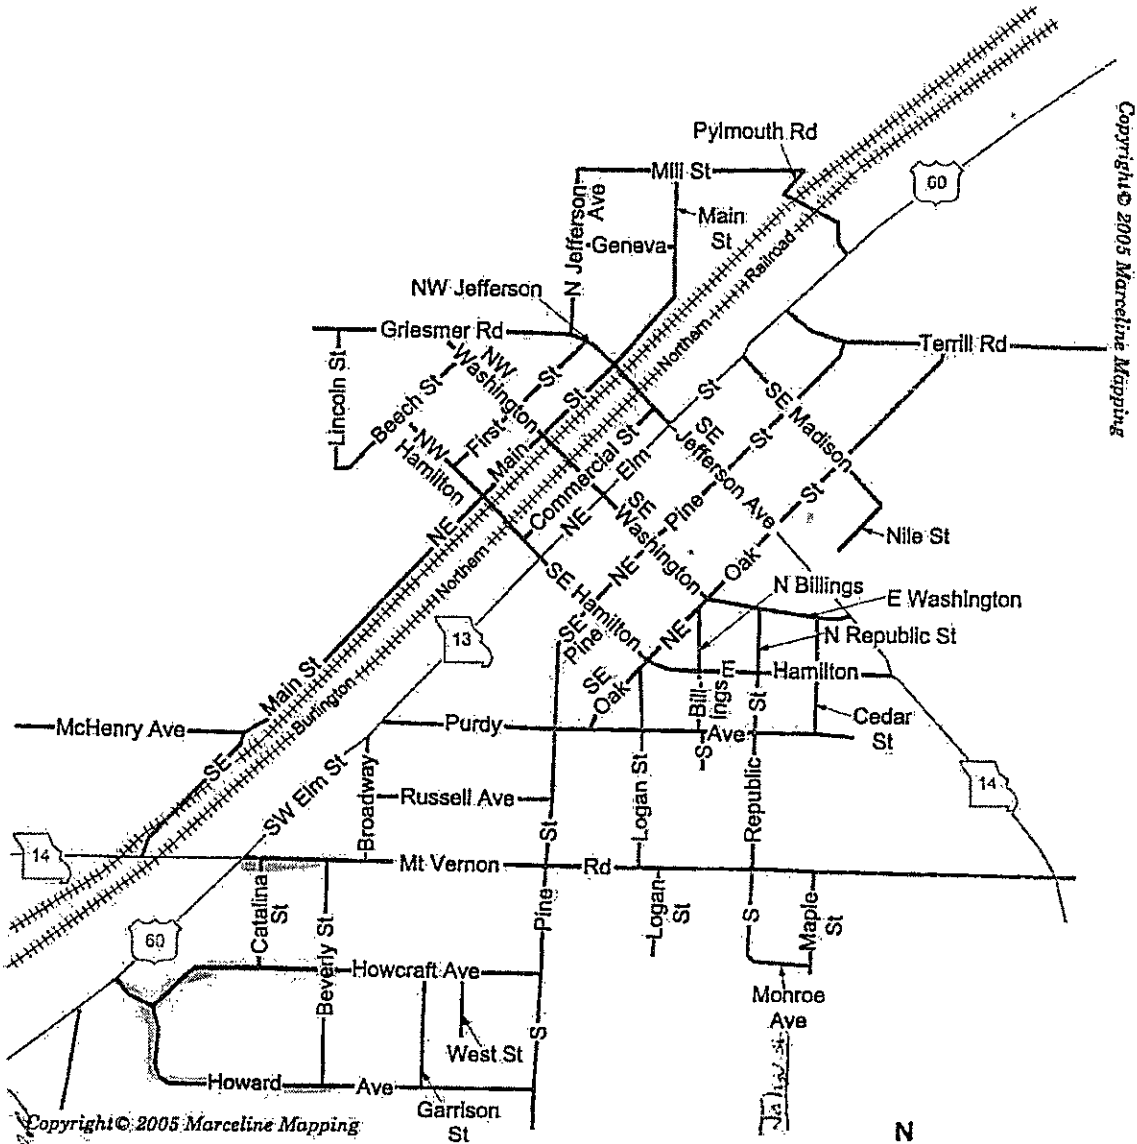 Pylmouth Rd
Mill St
60
N Jefferson Ave
Main St
Geneva
Railroad
NW Jefferson
Griesmer Rd
Terrill Rd
Northern
NW Washington
Lincoln St
Beech St
First St
Main St
St
SE Madison
NW Hamilton
Commercial St
Elm
SE Jefferson Ave
St
St
Nile St
NE
NE
SE Washington
Pine
NE
Oak
N Billings
E Washington
Northern
SE Hamilton
SE Pine
NE
N Republic St
13
E Hamilton
SE Oak
Billings
St
Cedar St
Main St
Burlington
McHenry Ave
Purdy Ave
S
SE
SW Elm St
Broadway
Russell Ave
Logan St
Republic
14
14
Mt Vernon Rd
St
Catalina St
Beverly St
Pine
Logan St
S
Maple St
60
Howcraft Ave
Monroe Ave
S
West St
Howard Ave
Garrison St
Copyright© 2005 Marceline Mapping
Copyright© 2005 Marceline Mapping
N